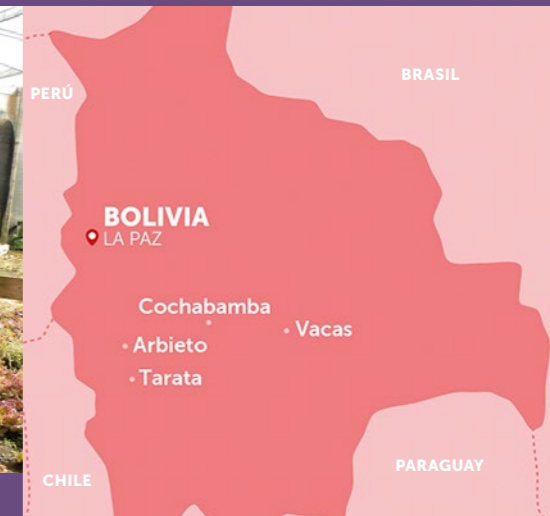 BRASIL
PERÚ
BOLIVIA
LA PAZ
Cochabamba
Vacas
Arbieto
Tarata
PARAGUAY
CHILE